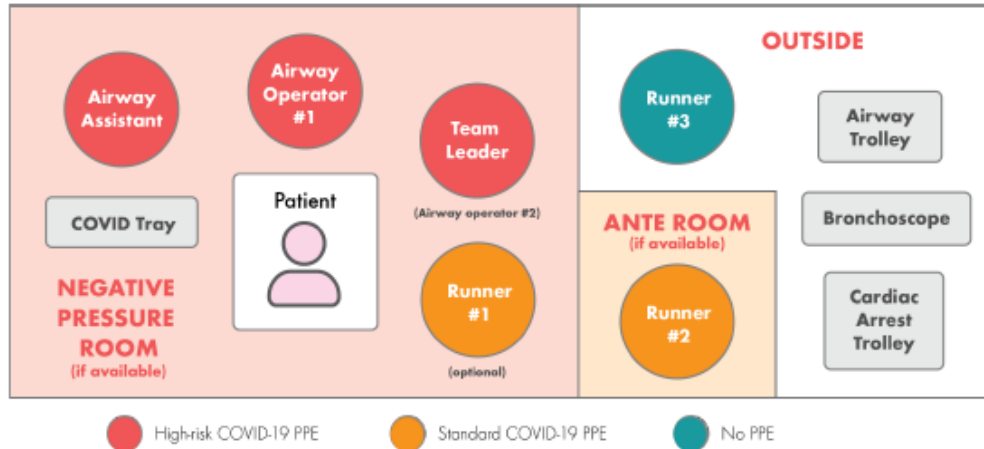 Airway
Assistant
Airway
Operator
#1
Team
Leader
(Airway operator #2)
COVID Tray
Patient
Runner
#1
(optional)
NEGATIVE
PRESSURE
ROOM
(if available)
OUTSIDE
Runner
#3
Airway
Trolley
ANTE ROOM
(if available)
Runner
#2
Bronchoscope
Cardiac
Arrest
Trolley
High-risk COVID-19 PPE
Standard COVID-19 PPE
No PPE